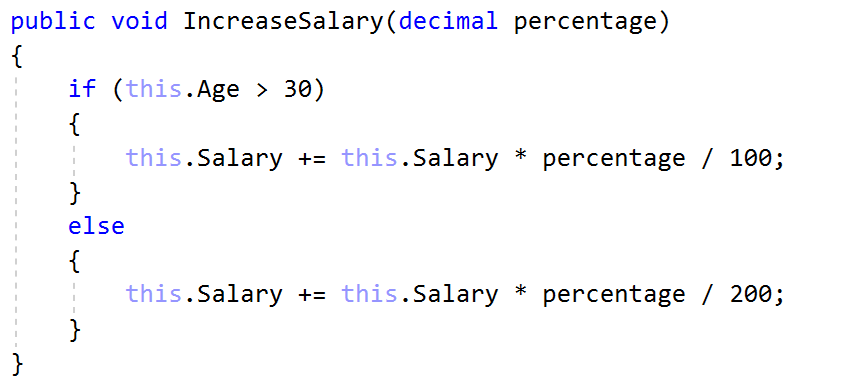 public void IncreaseSalary(decimal percentage)
{
    if (this.Age > 30)
    {
        this.Salary += this.Salary * percentage / 100;
    }
    else
    {
        this.Salary += this.Salary * percentage / 200;
    }
}